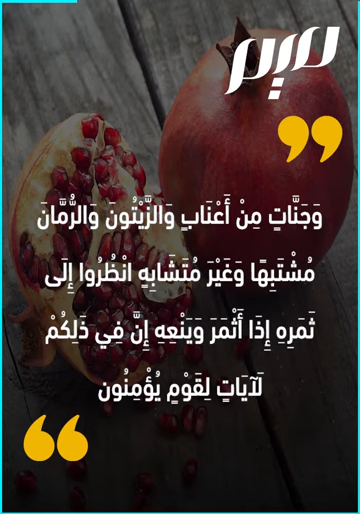 وَجَنَّاتٍ مِنْ أَعْنَابٍ وَالزَّيْتُونَ وَالرُّمَّانَ
مُشْتَبِهًا وَغَيْرَ مُتَشَابِهٍ انْظُرُوا إِلَى
ثَمَرِهِ إِذَا أَثْمَرَ وَيَنْعِهِ إِنَّ فِي ذَلِكُمْ
لَآيَاتٍ لِقَوْمٍ يُؤْمِنُون